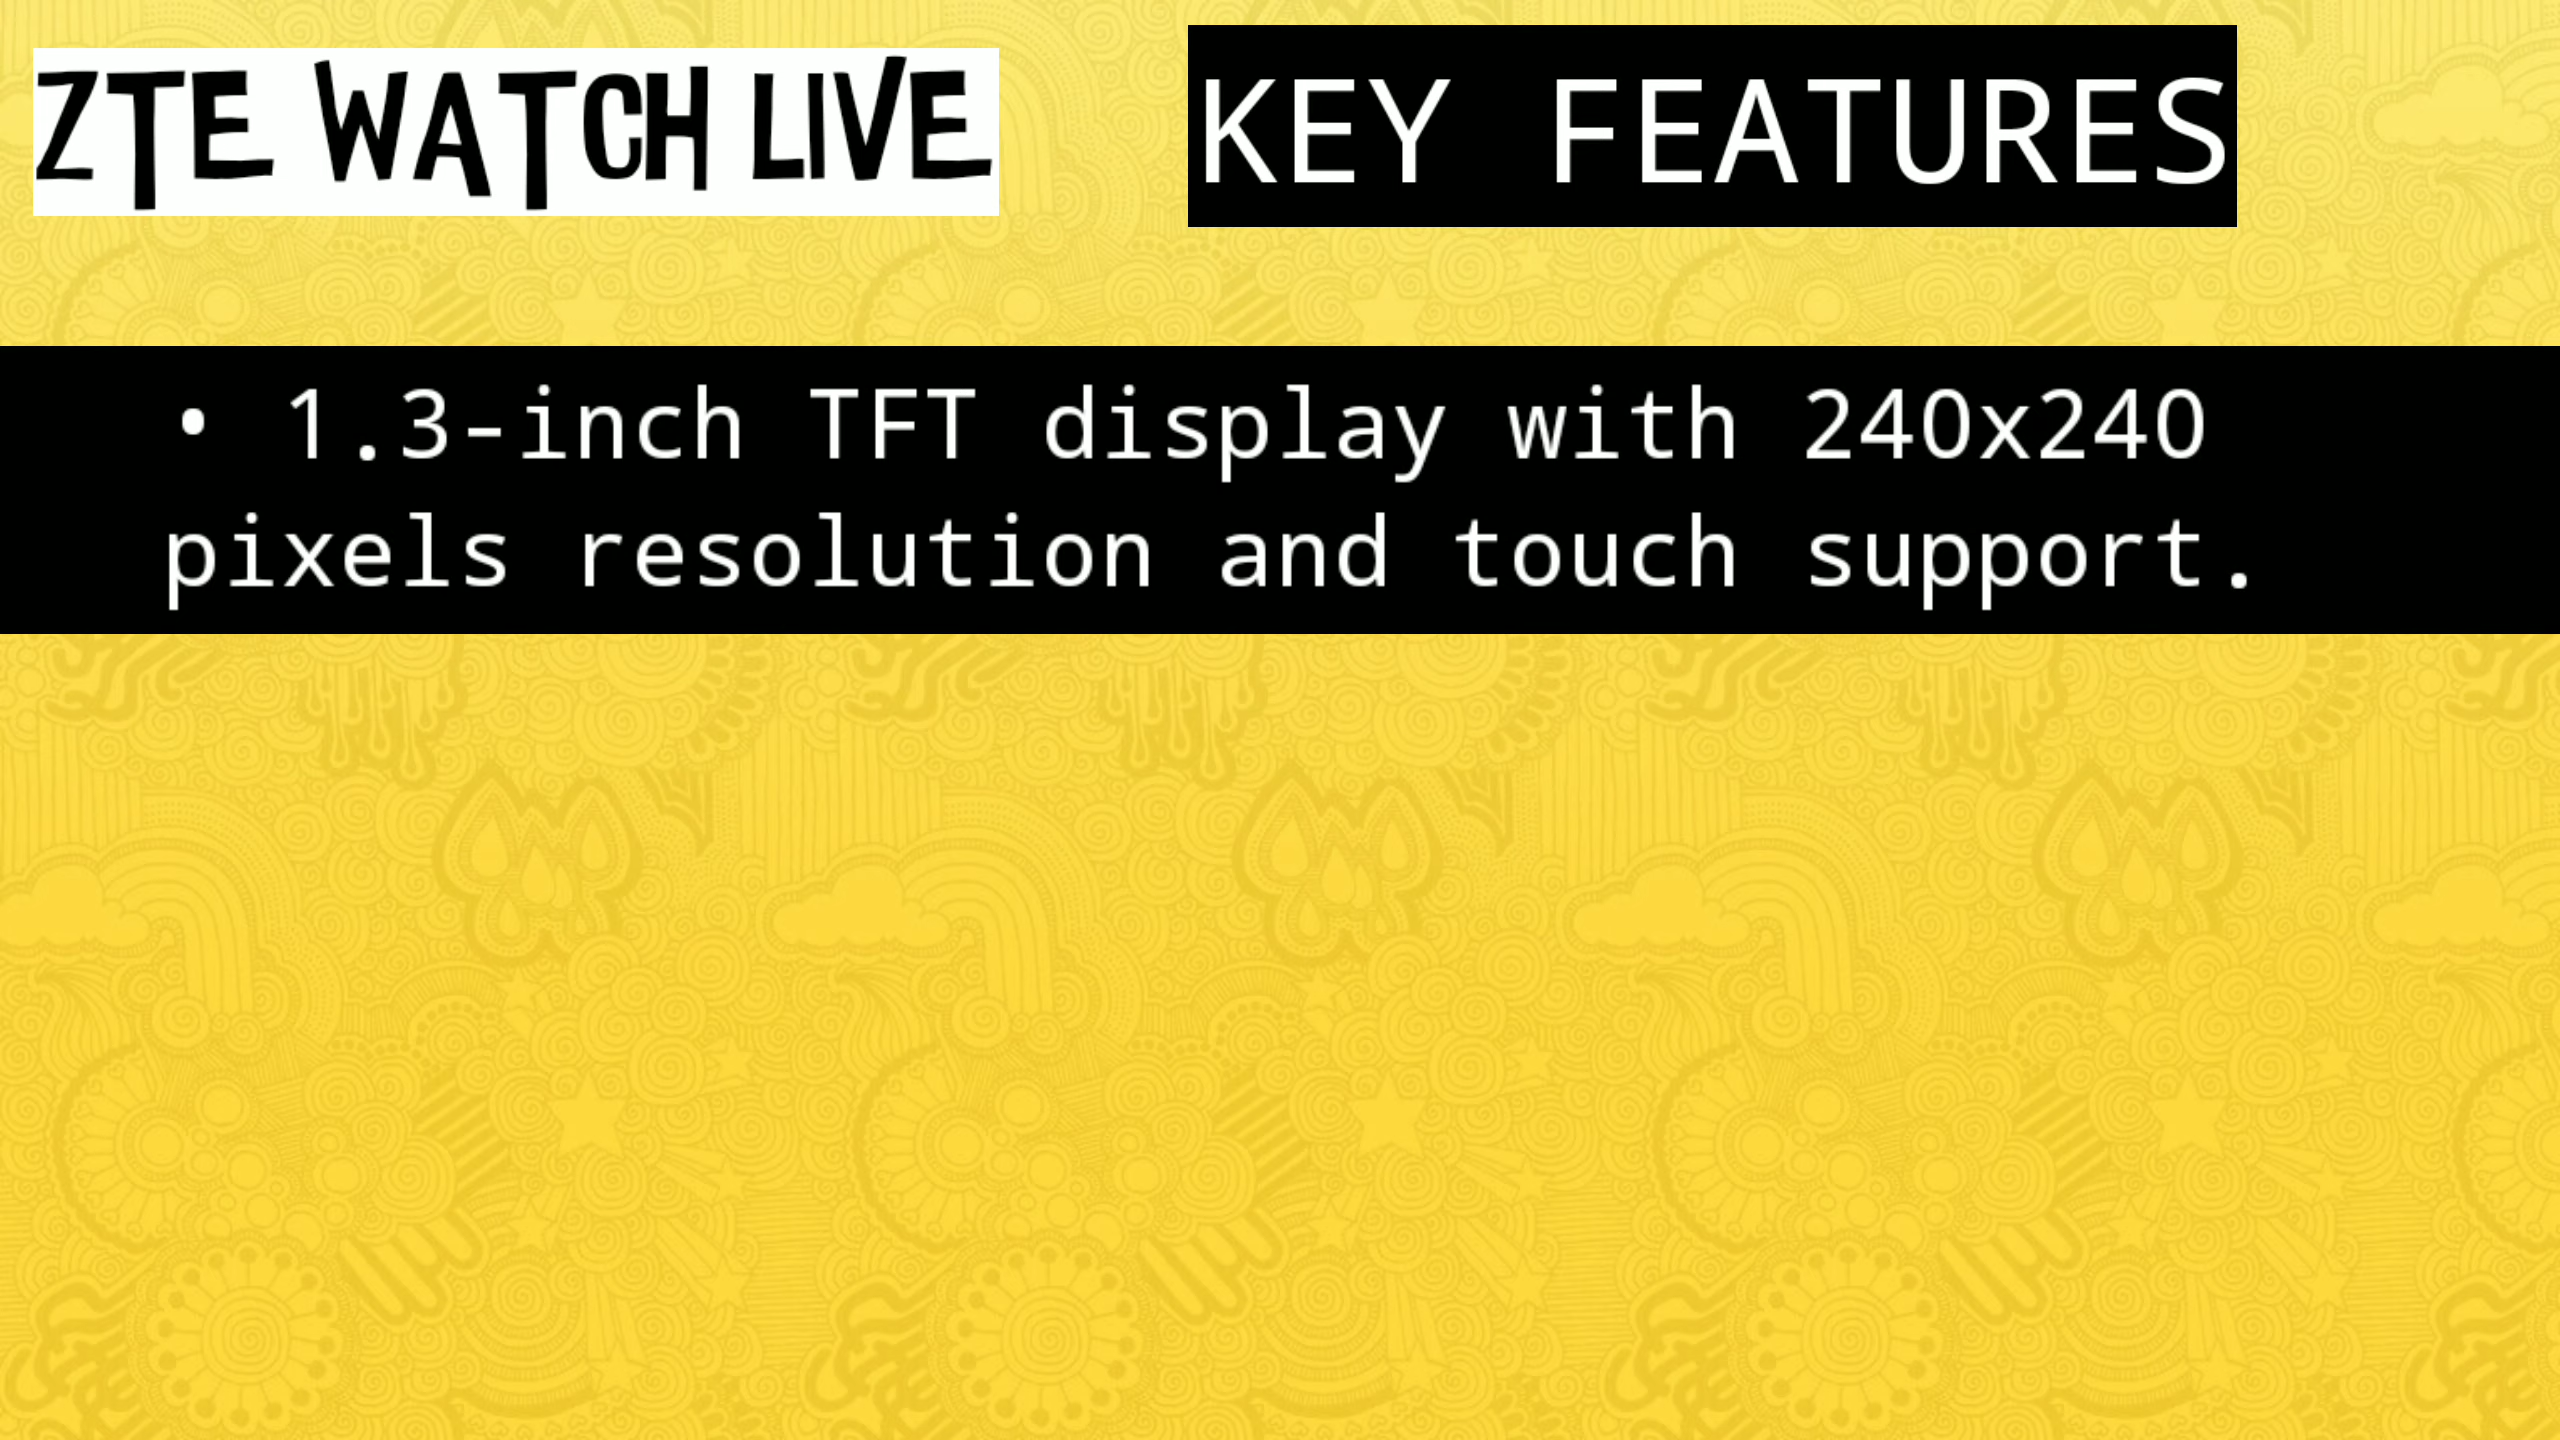 ZTE WATCH LIVE
KEY FEATURES
• 1.3-inch TFT display with 240x240
pixels resolution and touch support.